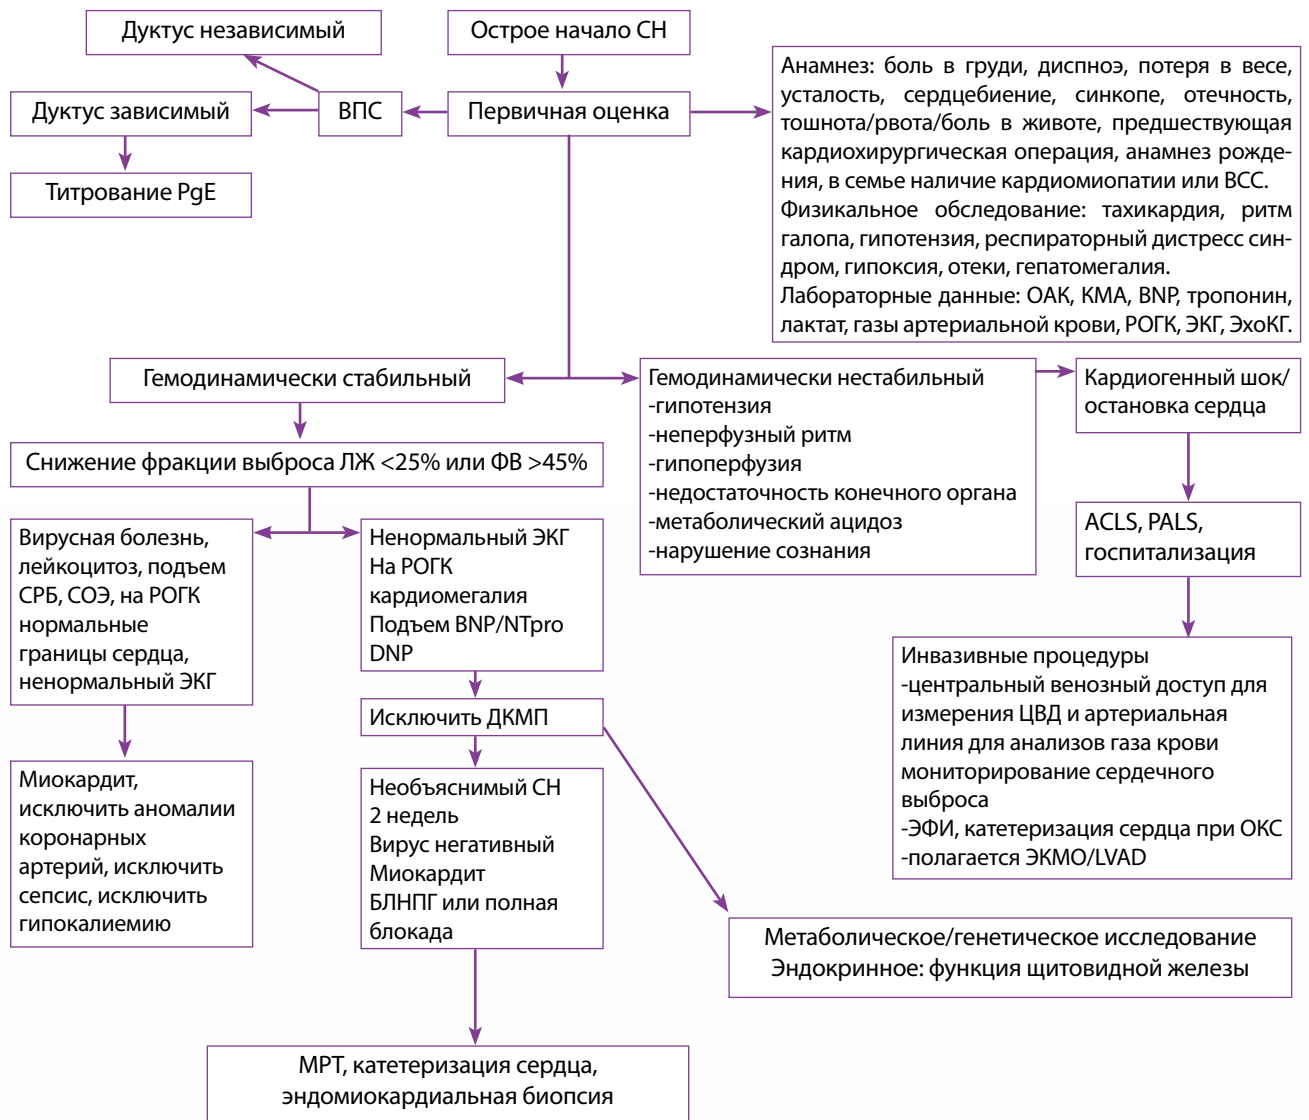 Дуктус независимый
Острое начало СН
Дуктус зависимый
ВПС
Первичная оценка
Титрование PgE
Анамнез: боль в груди, диспноэ, потеря в весе,
усталость, сердцебиение, синкопе, отечность,
тошнота/рвота/боль в животе, предшествующая
кардиохирургическая операция, анамнез рожде-
ния, в семье наличие кардиомиопатии или ВСС.
Физикальное обследование: тахикардия, ритм
галопа, гипотензия, респираторный дистресс син-
дром, гипоксия, отеки, гепатомегалия.
Лабораторные данные: ОАК, КМА, BNP, тропонин,
лактат, газы артериальной крови, РОГК, ЭКГ, ЭхоКГ.
Гемодинамически стабильный
Гемодинамически нестабильный
-гипотензия
-неперфузный ритм
-гипоперфузия
-недостаточность конечного органа
-метаболический ацидоз
-нарушение сознания
Кардиогенный шок/
остановка сердца
Снижение фракции выброса ЛЖ <25% или ФВ >45%
Вирусная болезнь,
лейкоцитоз, подъем
СРБ, СОЭ, на РОГК
нормальные
границы сердца,
ненормальный ЭКГ
Ненормальный ЭКГ
На РОГК
кардиомегалия
Подъем BNP/NTpro
DNP
ACLS, PALS,
госпитализация
Инвазивные процедуры
-центральный венозный доступ для
измерения ЦВД и артериальная
линия для анализов газа крови
мониторирование сердечного
выброса
-ЭФИ, катетеризация сердца при ОКС
-полагается ЭКМО/LVAD
Исключить ДКМП
Миокардит,
исключить аномалии
коронарных
артерий, исключить
сепсис, исключить
гипокалиемию
Необъяснимый СН
2 недель
Вирус негативный
Миокардит
БЛНПГ или полная
блокада
Метаболическое/генетическое исследование
Эндокринное: функция щитовидной железы
МРТ, катетеризация сердца,
эндомиокардиальная биопсия